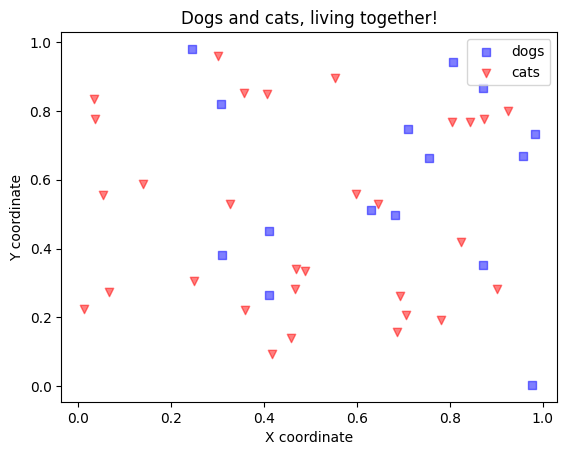 Dogs and cats, living together!
dogs
cats
Y coordinate
1.0
0.8
0.6
0.4
0.2
0.0
0.0 0.2 0.4 0.6 0.8 1.0
X coordinate